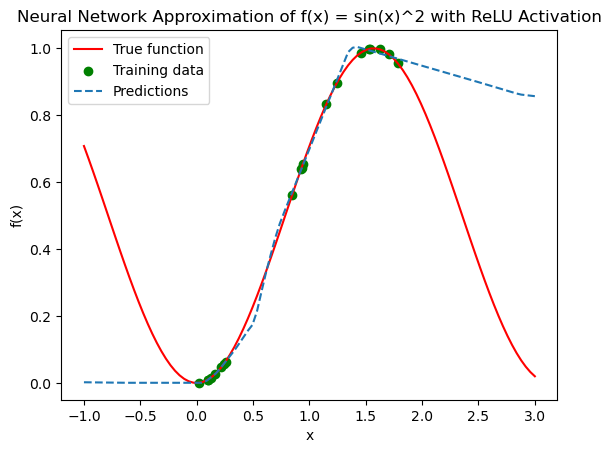 Neural Network Approximation of f(x) = sin(x)^2 with ReLU Activation
True function
Training data
Predictions
f(x)
1.0
0.8
0.6
0.4
0.2
0.0
−1.0 −0.5 0.0 0.5 1.0 1.5 2.0 2.5 3.0
x